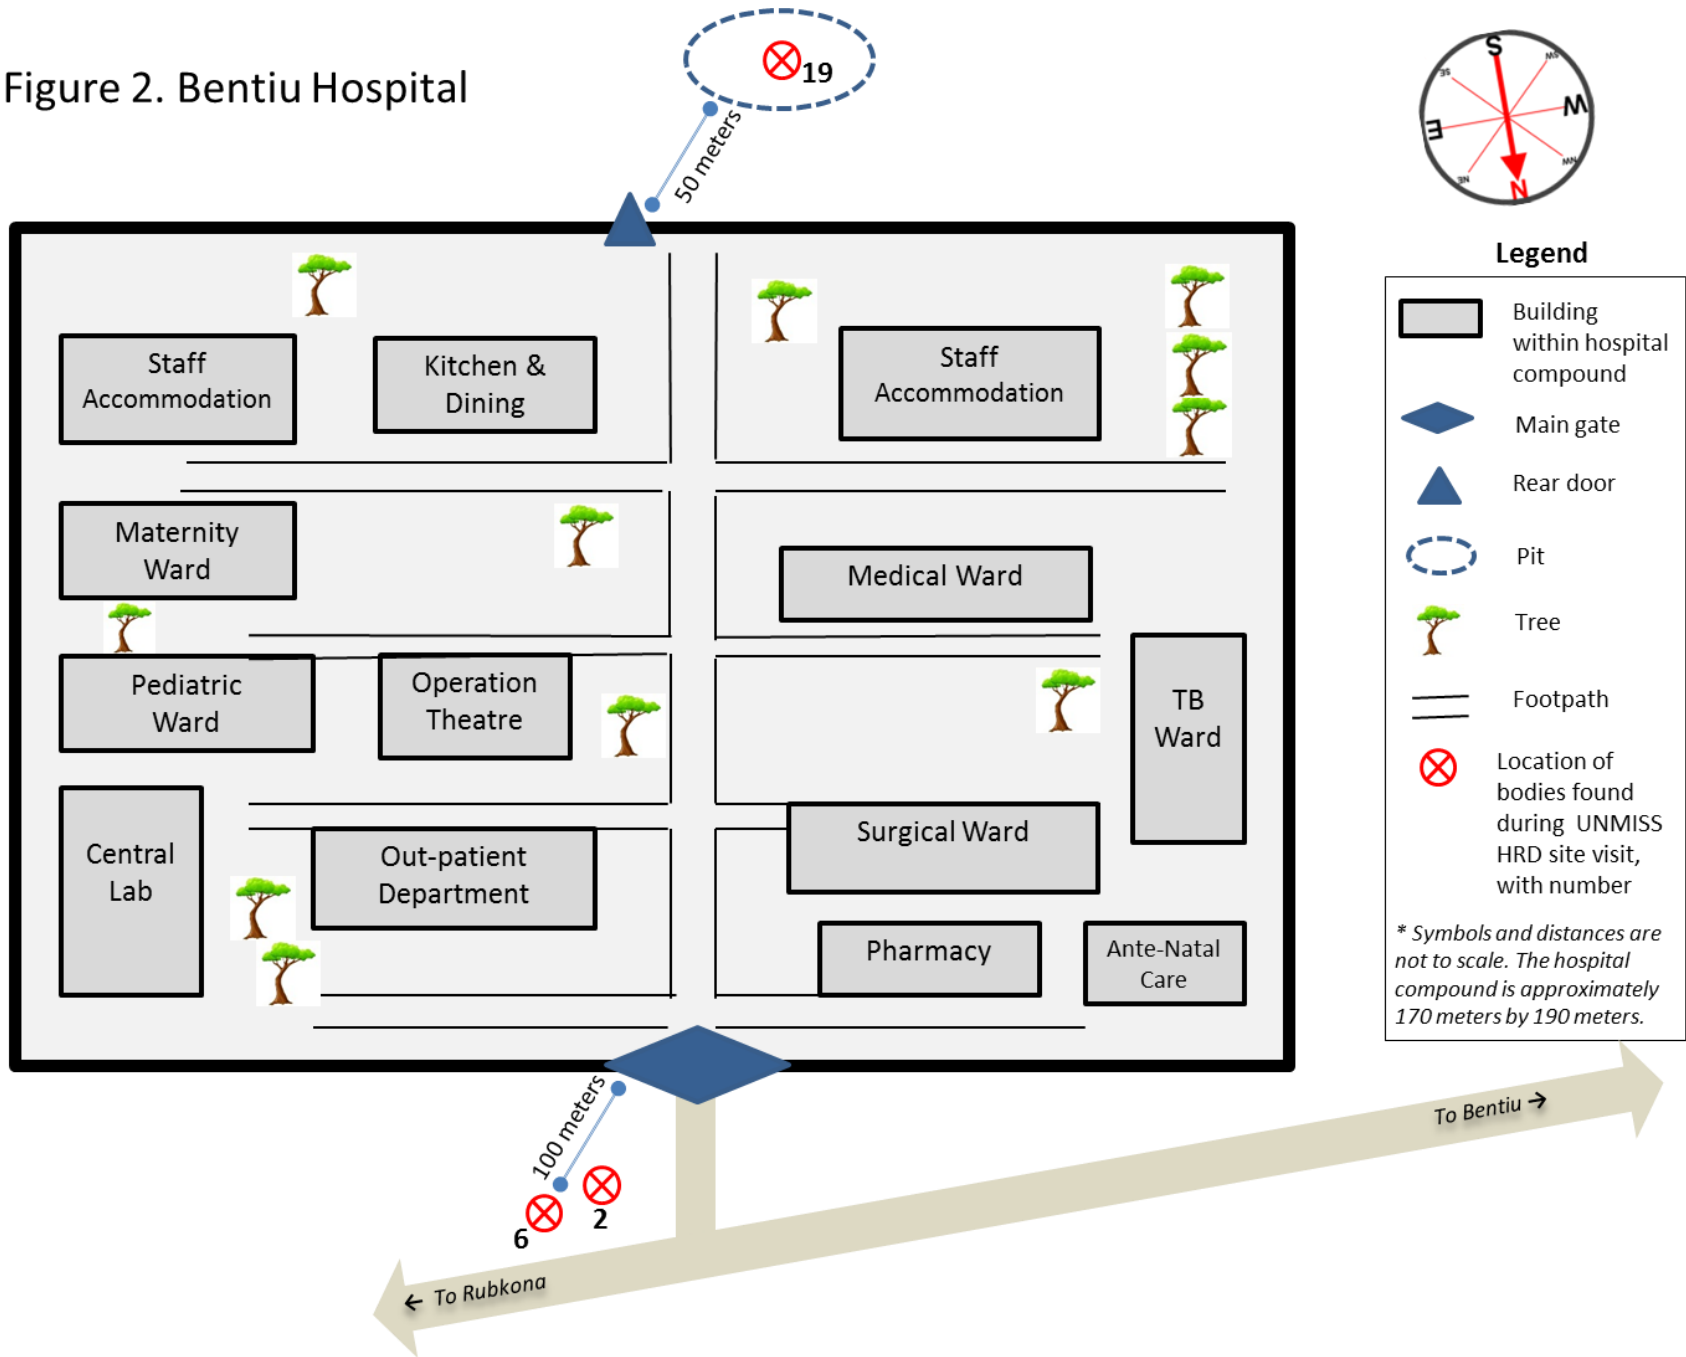 Figure 2. Bentiu Hospital
19
50 meters
S
SW
W
NW
N
NE
E
SE
Staff
Accommodation
Kitchen &
Dining
Staff
Accommodation
Maternity
Ward
Medical Ward
Pediatric
Ward
Operation
Theatre
TB
Ward
Central
Lab
Out-patient
Department
Surgical Ward
Pharmacy
Ante-Natal
Care
100 meters
6
2
← To Rubkona
To Bentiu →
Legend
Building
within hospital
compound
Main gate
Rear door
Pit
Tree
Footpath
Location of
bodies found
during UNMISS
HRD site visit,
with number
* Symbols and distances are
not to scale. The hospital
compound is approximately
170 meters by 190 meters.